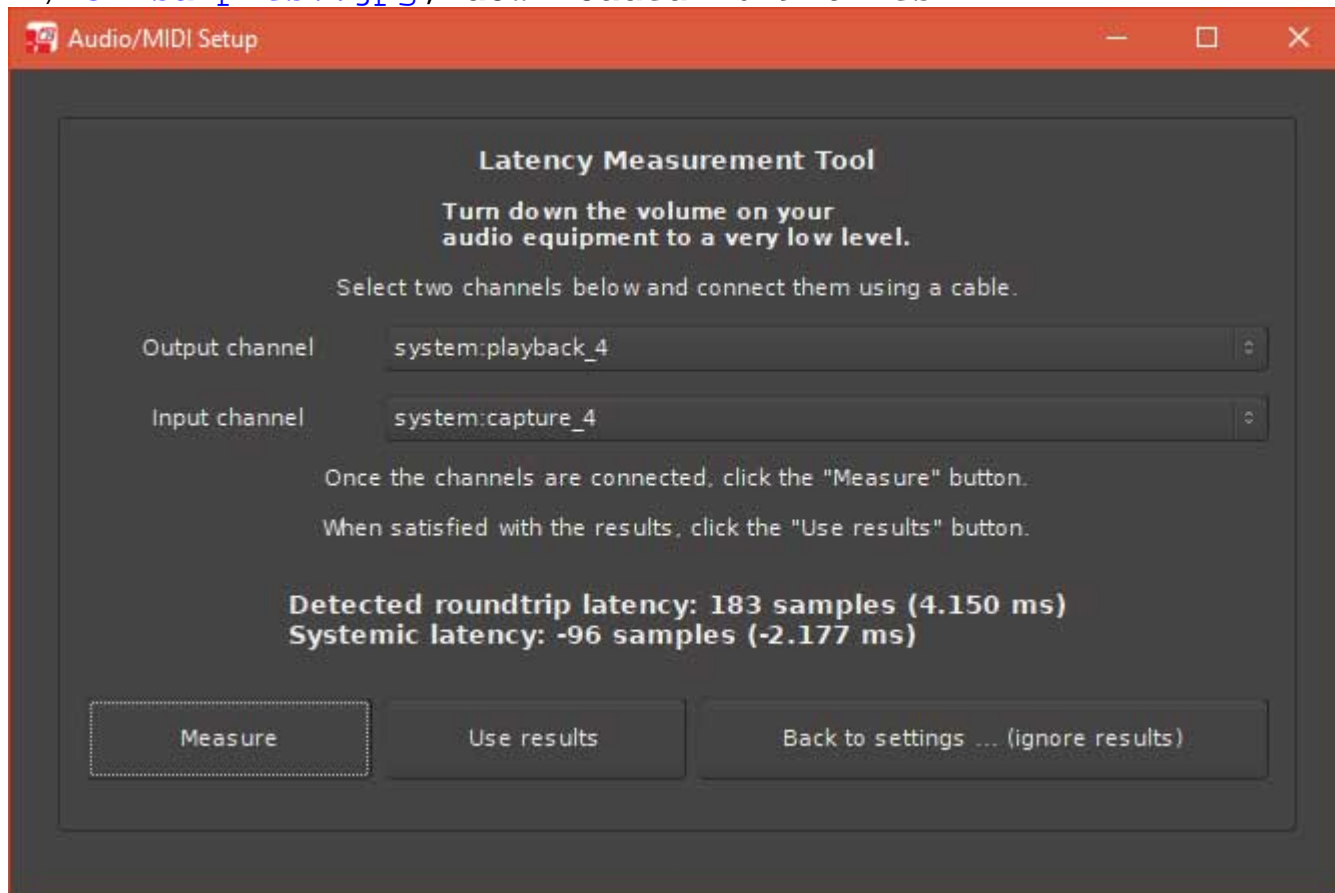 Audio/MIDI Setup
Latency Measurement Tool
Turn down the volume on your
audio equipment to a very low level.
Select two channels below and connect them using a cable.
Output channel
system:playback_4
Input channel
system:capture_4
Once the channels are connected, click the "Measure" button.
When satisfied with the results, click the "Use results" button.
Detected roundtrip latency: 183 samples (4.150 ms)
Systemic latency: -96 samples (-2.177 ms)
Measure
Use results
Back to settings ... (ignore results)